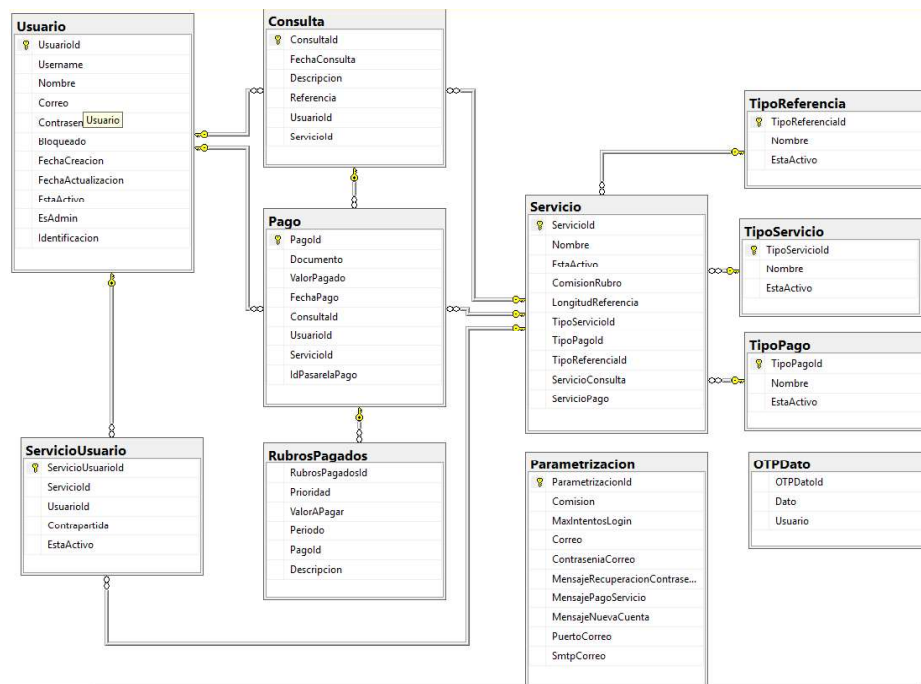 Usuario
UsuarioId
Username
Nombre
Correo
Contrasen
Usuario
Bloqueado
FechaCreacion
FechaActualizacion
EstaActivo
EsAdmin
Identificacion
Consulta
ConsultaId
FechaConsulta
Descripcion
Referencia
UsuarioId
ServicioId
Pago
PagoId
Documento
ValorPagado
FechaPago
ConsultaId
UsuarioId
ServicioId
IdPasarelaPago
ServicioUsuario
ServicioUsuarioId
ServicioId
UsuarioId
Contrapartida
EstaActivo
RubrosPagados
RubrosPagadosId
Prioridad
ValorAPagar
Periodo
PagoId
Descripcion
Servicio
ServicioId
Nombre
EstaActivo
ComisionRubro
LongitudReferencia
TipoServicioId
TipoPagoId
TipoReferenciaId
ServicioConsulta
ServicioPago
TipoReferencia
TipoReferenciaId
Nombre
EstaActivo
TipoServicio
TipoServicioId
Nombre
EstaActivo
TipoPago
TipoPagoId
Nombre
EstaActivo
Parametrizacion
ParametrizacionId
Comision
MaxIntentosLogin
Correo
ContraseniaCorreo
MensajeRecuperacionContrase...
MensajePagoServicio
MensajeNuevaCuenta
PuertoCorreo
SmtpCorreo
OTPDato
OTPDatoId
Dato
Usuario